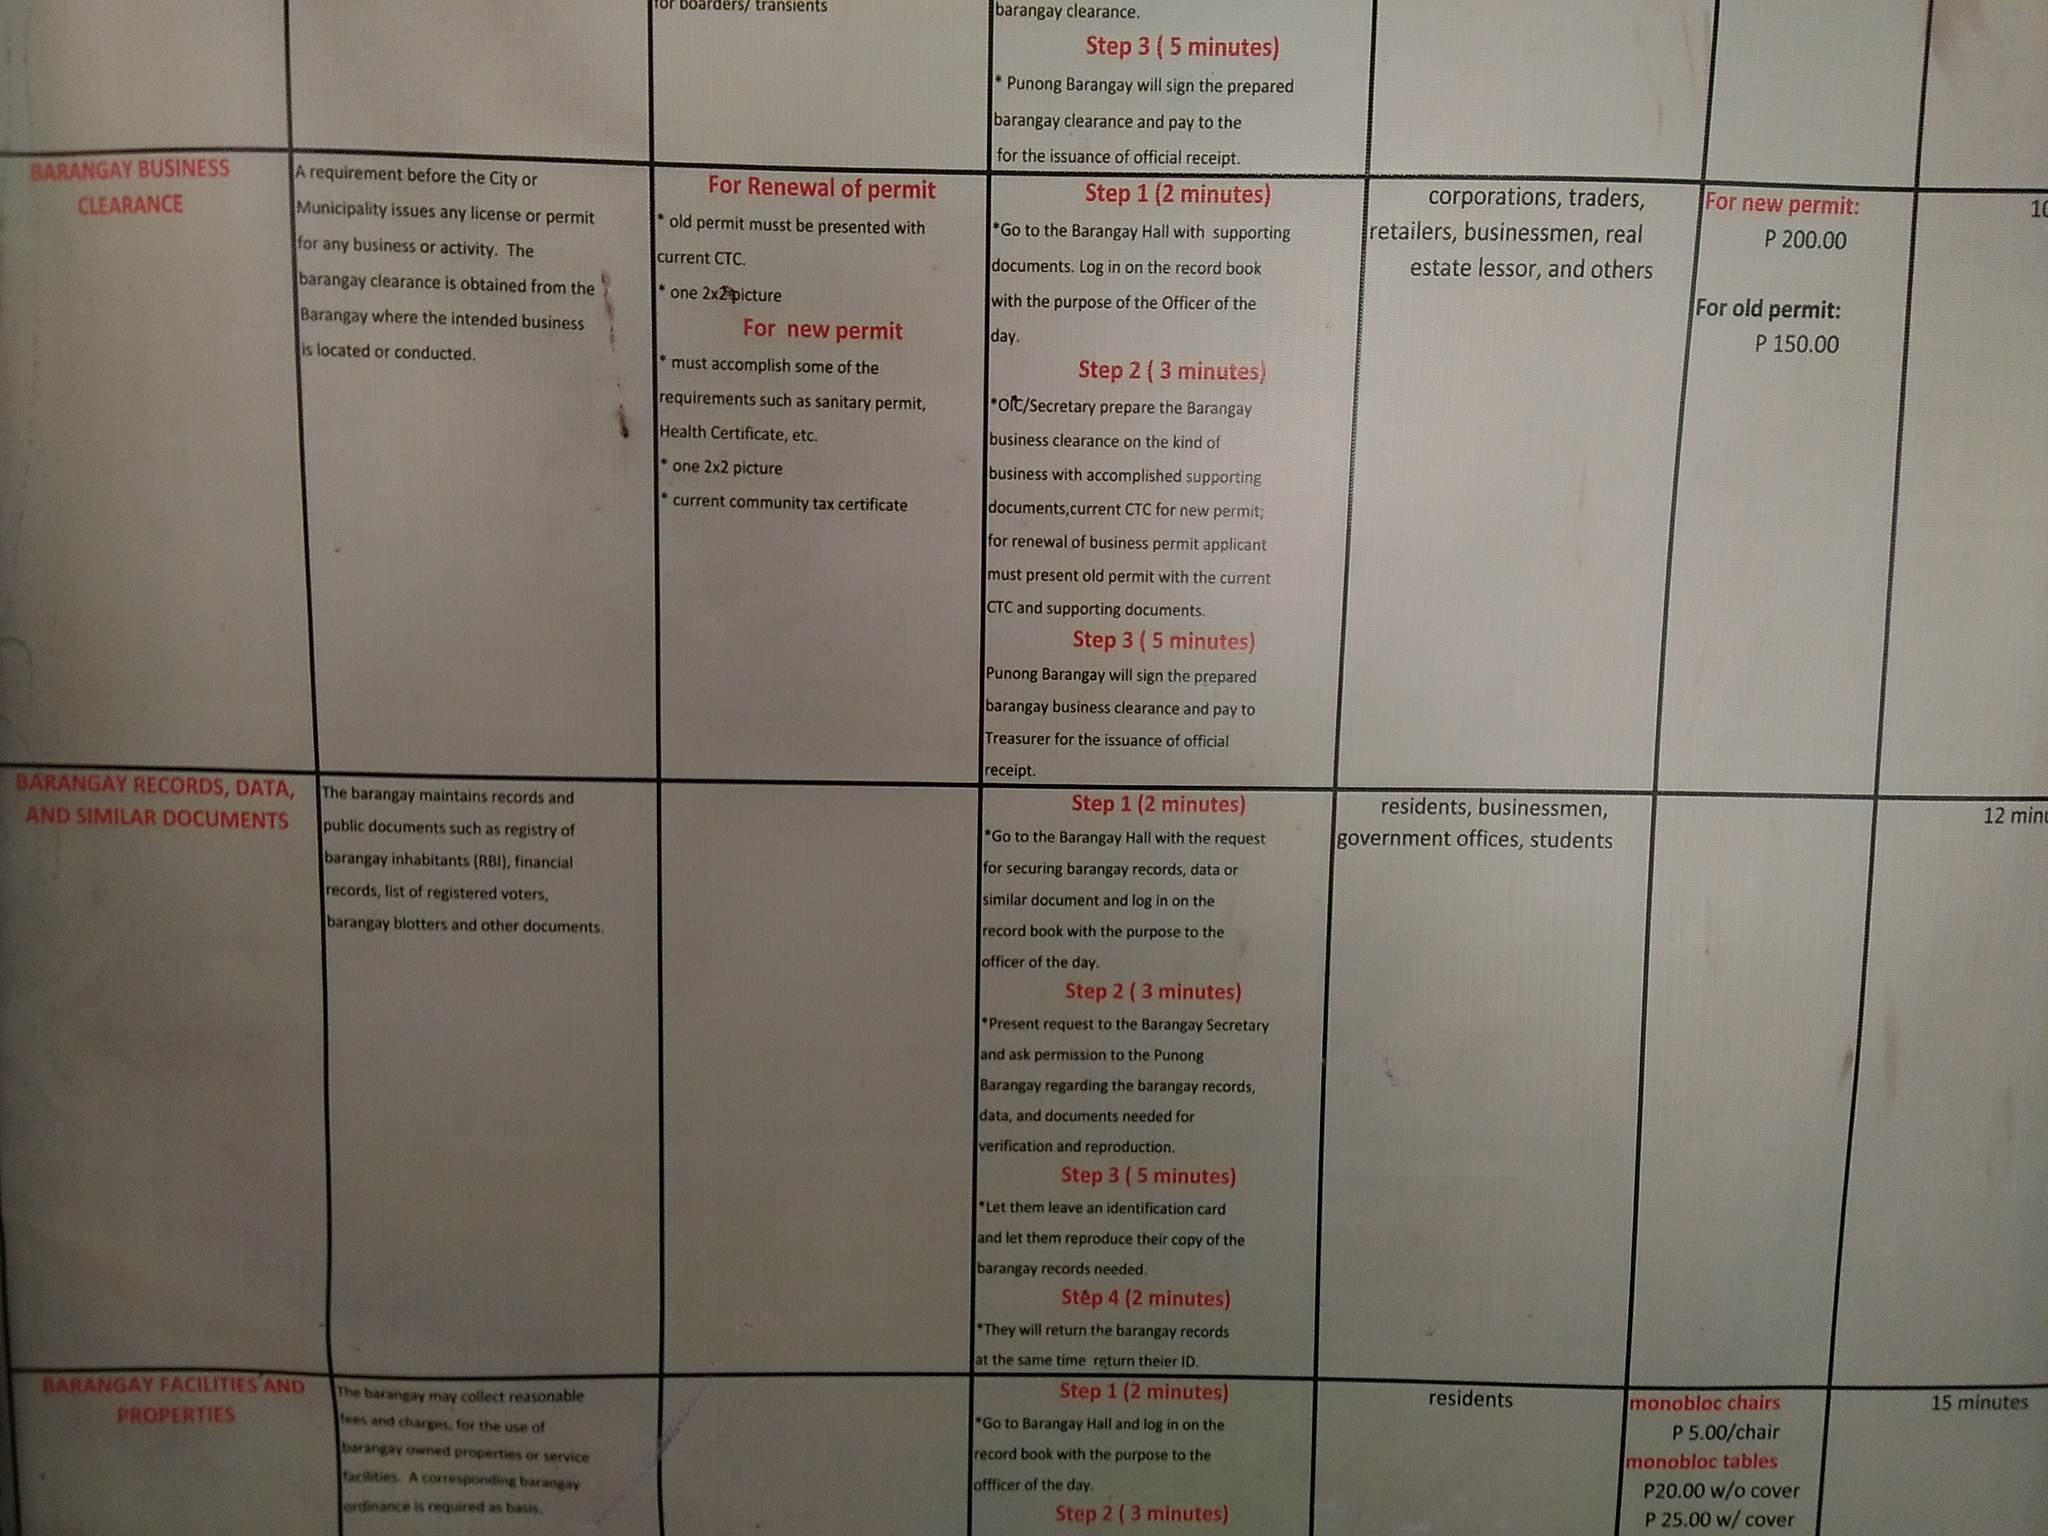 for boarders/ transients
barangay clearance.
Step 3 ( 5 minutes)
* Punong Barangay will sign the prepared
barangay clearance and pay to the
for the issuance of official receipt.
BARANGAY BUSINESS
CLEARANCE
A requirement before the City or
Municipality issues any license or permit
for any business or activity. The
barangay clearance is obtained from the
Barangay where the intended business
is located or conducted.
For Renewal of permit
* old permit musst be presented with
current CTC.
* one 2x2 picture
For new permit
* must accomplish some of the
requirements such as sanitary permit,
Health Certificate, etc.
* one 2x2 picture
* current community tax certificate
Step 1 (2 minutes)
*Go to the Barangay Hall with supporting
documents. Log in on the record book
with the purpose of the Officer of the
day.
Step 2 ( 3 minutes)
*OIC/Secretary prepare the Barangay
business clearance on the kind of
business with accomplished supporting
documents,current CTC for new permit;
for renewal of business permit applicant
must present old permit with the current
CTC and supporting documents.
Step 3 ( 5 minutes)
Punong Barangay will sign the prepared
barangay business clearance and pay to
Treasurer for the issuance of official
receipt.
corporations, traders,
retailers, businessmen, real
estate lessor, and others
For new permit:
P 200.00
For old permit:
P 150.00
10
BARANGAY RECORDS, DATA,
AND SIMILAR DOCUMENTS
The barangay maintains records and
public documents such as registry of
barangay inhabitants (RBI), financial
records, list of registered voters,
barangay blotters and other documents.
Step 1 (2 minutes)
*Go to the Barangay Hall with the request
for securing barangay records, data or
similar document and log in on the
record book with the purpose to the
officer of the day.
Step 2 ( 3 minutes)
*Present request to the Barangay Secretary
and ask permission to the Punong
Barangay regarding the barangay records,
data, and documents needed for
verification and reproduction.
Step 3 ( 5 minutes)
*Let them leave an identification card
and let them reproduce their copy of the
barangay records needed.
Step 4 (2 minutes)
*They will return the barangay records
at the same time return theier ID.
residents, businessmen,
government offices, students
12 minu
BARANGAY FACILITIES AND
PROPERTIES
The barangay may collect reasonable
fees and charges, for the use of
barangay owned properties or service
facilities. A corresponding barangay
ordinance is required as basis.
Step 1 (2 minutes)
*Go to Barangay Hall and log in on the
record book with the purpose to the
offficer of the day.
Step 2 ( 3 minutes)
residents
monobloc chairs
P 5.00/chair
monobloc tables
P20.00 w/o cover
P 25.00 w/ cover
15 minutes